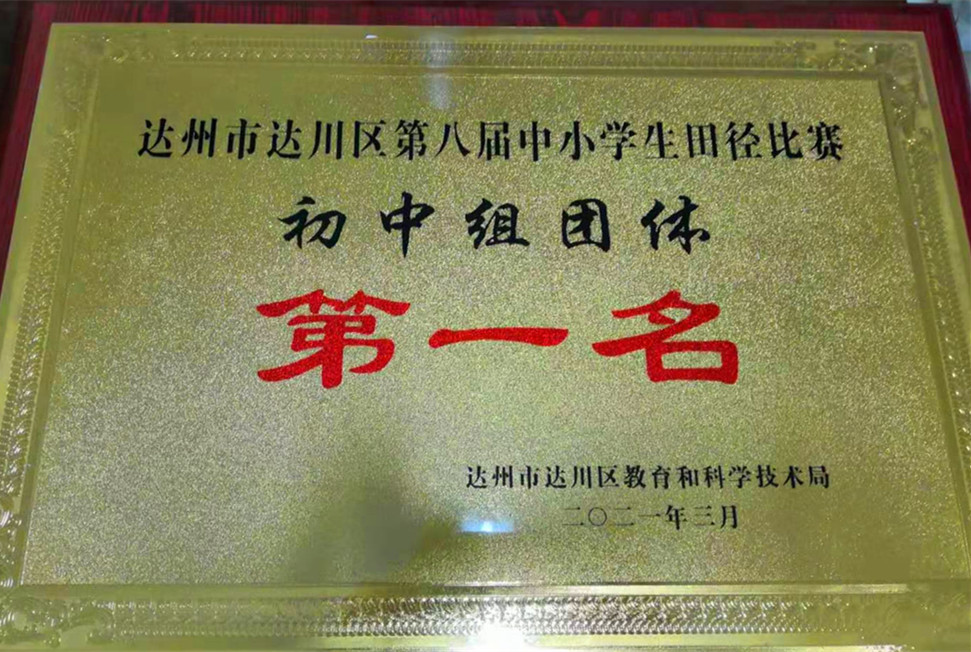 达州市达川区第八届中小学生田径比赛
初中组团体
第一名
达州市达川区教育和科学技术局
二〇二一年三月